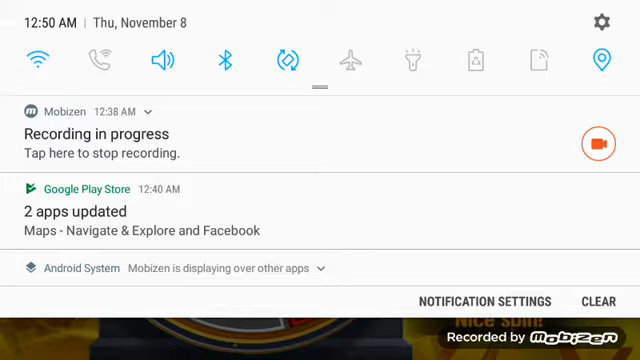 12:50 AM | Thu, November 8
m Mobizen 12:38 AM
Recording in progress
Tap here to stop recording.
Google Play Store 12:40 AM
2 apps updated
Maps - Navigate & Explore and Facebook
Android System Mobizen is displaying over other apps
NOTIFICATION SETTINGS CLEAR
Nice spin!
Recorded by mobizen